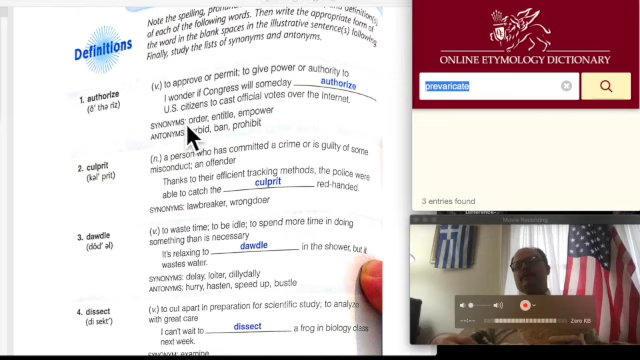 Note the spelling, and
of each of the following words. Then write the appropriate form of
the word in the blank spaces in the illustrative sentence(s) following.
Finally, study the lists of synonyms and antonyms.
Definitions
1. authorize
(ô' thə riz)
(v.) to approve or permit; to give power or authority to
I wonder if Congress will someday authorize
U.S. citizens to cast official votes over the Internet.
SYNONYMS: order, entitle, empower
ANTONYMS: ban, prohibit
2. culprit
(kəl' prit)
(n.) a person who has committed a crime or is guilty of some
misconduct; an offender
Thanks to their efficient tracking methods, the police were
able to catch the culprit red-handed.
SYNONYMS: lawbreaker, wrongdoer
3. dawdle
(dôd' əl)
(v.) to waste time; to be idle; to spend more time in doing
something than is necessary
It's relaxing to dawdle in the shower, but it
wastes water.
SYNONYMS: delay, loiter, dillydally
ANTONYMS: hurry, hasten, speed up, bustle
4. dissect
(di sekt')
(v.) to cut apart in preparation for scientific study; to analyze
with great care
I can't wait to dissect a frog in biology class
next week.
SYNONYMS: examine
ONLINE ETYMOLOGY DICTIONARY
prevaricate
3 entries found
Movie Recording
--:--
Zero KB